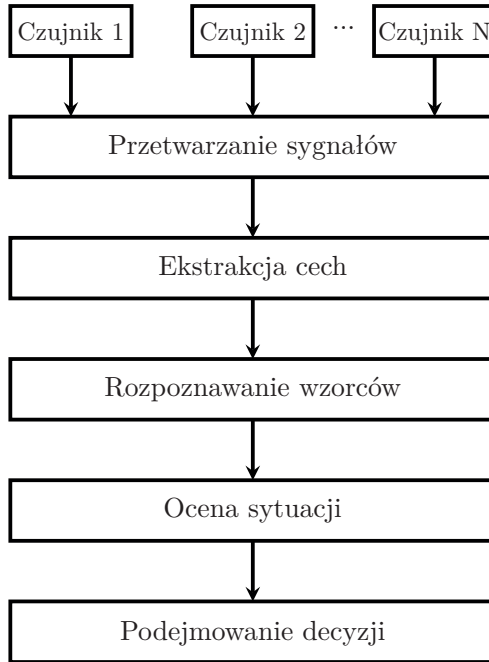 Czujnik 1 Czujnik 2 ... Czujnik N
Przetwarzanie sygnałów
Ekstrakcja cech
Rozpoznawanie wzorców
Ocena sytuacji
Podejmowanie decyzji